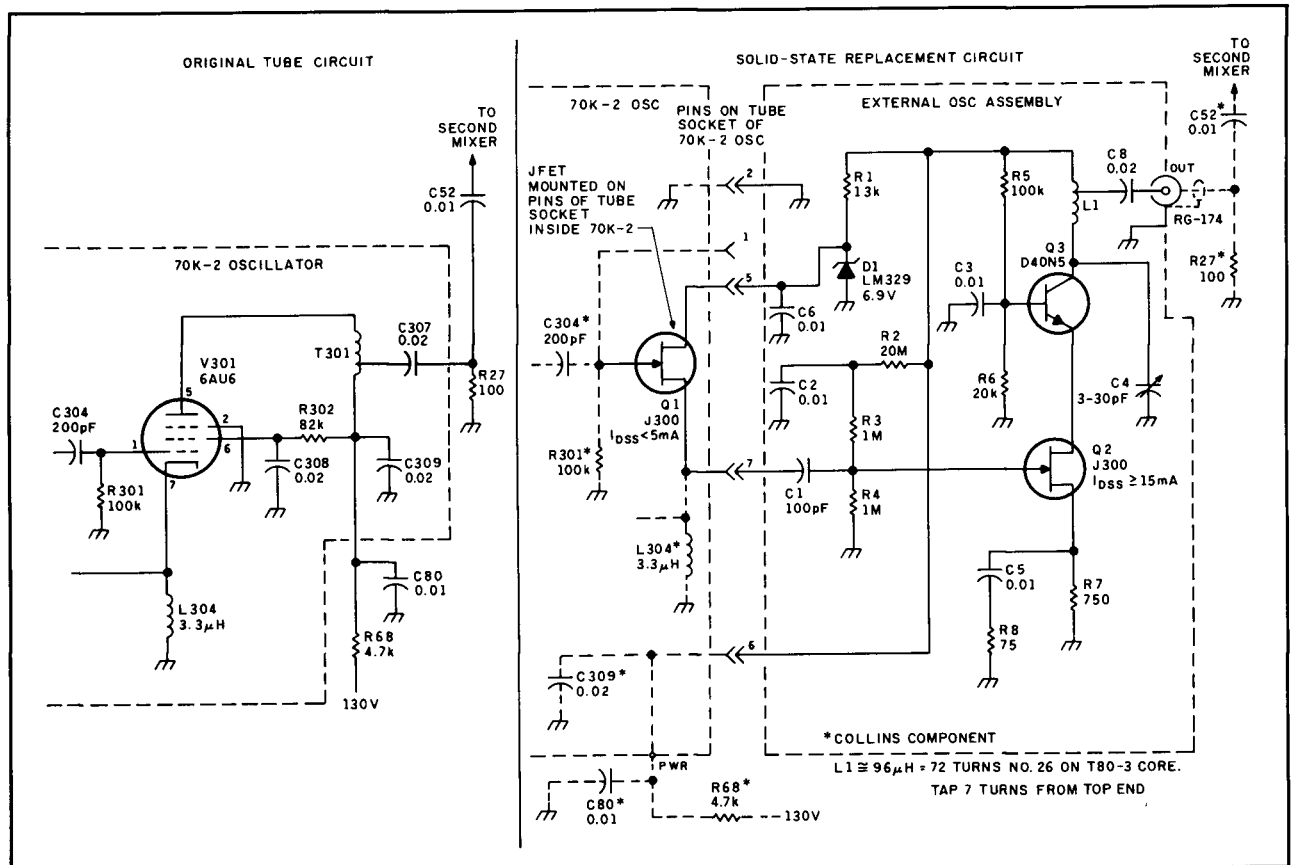 ORIGINAL TUBE CIRCUIT
TO
SECOND
MIXER
C52
0.01
70K-2 OSCILLATOR
C307
0.02
T301
V301
6AU6
R27
100
5
2
6
1
7
C304
200pF
R302
82k
C308
0.02
C309
0.02
R301
100k
C80
0.01
L304
3.3μH
R68
4.7k
130V
SOLID-STATE REPLACEMENT CIRCUIT
70K-2 OSC
PINS ON TUBE
SOCKET OF
70K-2 OSC
EXTERNAL OSC ASSEMBLY
TO
SECOND
MIXER
C52*
0.01
JFET
MOUNTED ON
PINS OF TUBE
SOCKET
INSIDE 70K-2
2
1
5
R1
13k
R5
100k
L1
C8
0.02
OUT
RG-174
R27*
100
Q3
D40N5
D1
LM329
6.9V
C3
0.01
C6
0.01
C304*
200pF
R2
20M
C2
0.01
R6
20k
C4
3-30pF
Q1
J300
IDSS<5mA
R3
1M
R301*
100k
7
C1
100pF
R4
1M
Q2
J300
IDSS≥15mA
L304*
3.3μH
C5
0.01
R7
750
R8
75
6
C309*
0.02
*COLLINS COMPONENT
PWR
L1≅96μH = 72 TURNS NO. 26 ON T80-3 CORE.
TAP 7 TURNS FROM TOP END
C80*
0.01
R68*
4.7k
130V